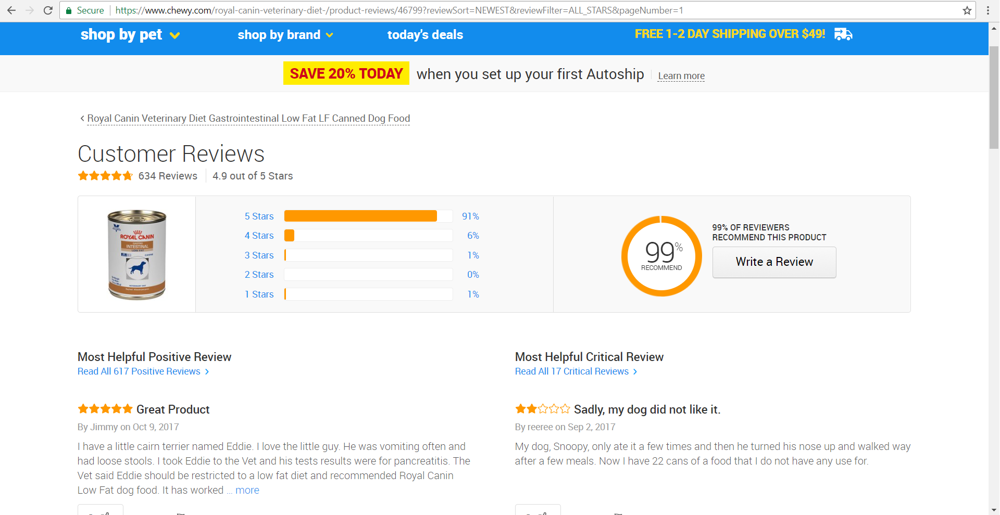 Secure https://www.chewy.com/royal-canin-veterinary-diet-/product-reviews/46799?reviewSort=NEWEST&reviewFilter=ALL_STARS&pageNumber=1
shop by pet shop by brand today's deals FREE 1-2 DAY SHIPPING OVER $49!
SAVE 20% TODAY when you set up your first Autoship Learn more
Royal Canin Veterinary Diet Gastrointestinal Low Fat LF Canned Dog Food
Customer Reviews
634 Reviews 4.9 out of 5 Stars
ROYAL CANIN
GASTRO
INTESTINAL
LOW FAT
CANINE
VETERINARY DIET
5 Stars 91%
4 Stars 6%
3 Stars 1%
2 Stars 0%
1 Stars 1%
99%
RECOMMEND
99% OF REVIEWERS
RECOMMEND THIS PRODUCT
Write a Review
Most Helpful Positive Review
Read All 617 Positive Reviews
Great Product
By Jimmy on Oct 9, 2017
I have a little cairn terrier named Eddie. I love the little guy. He was vomiting often and
had loose stools. I took Eddie to the Vet and his tests results were for pancreatitis. The
Vet said Eddie should be restricted to a low fat diet and recommended Royal Canin
Low Fat dog food. It has worked ... more
Most Helpful Critical Review
Read All 17 Critical Reviews
Sadly, my dog did not like it.
By reeree on Sep 2, 2017
My dog, Snoopy, only ate it a few times and then he turned his nose up and walked way
after a few meals. Now I have 22 cans of a food that I do not have any use for.